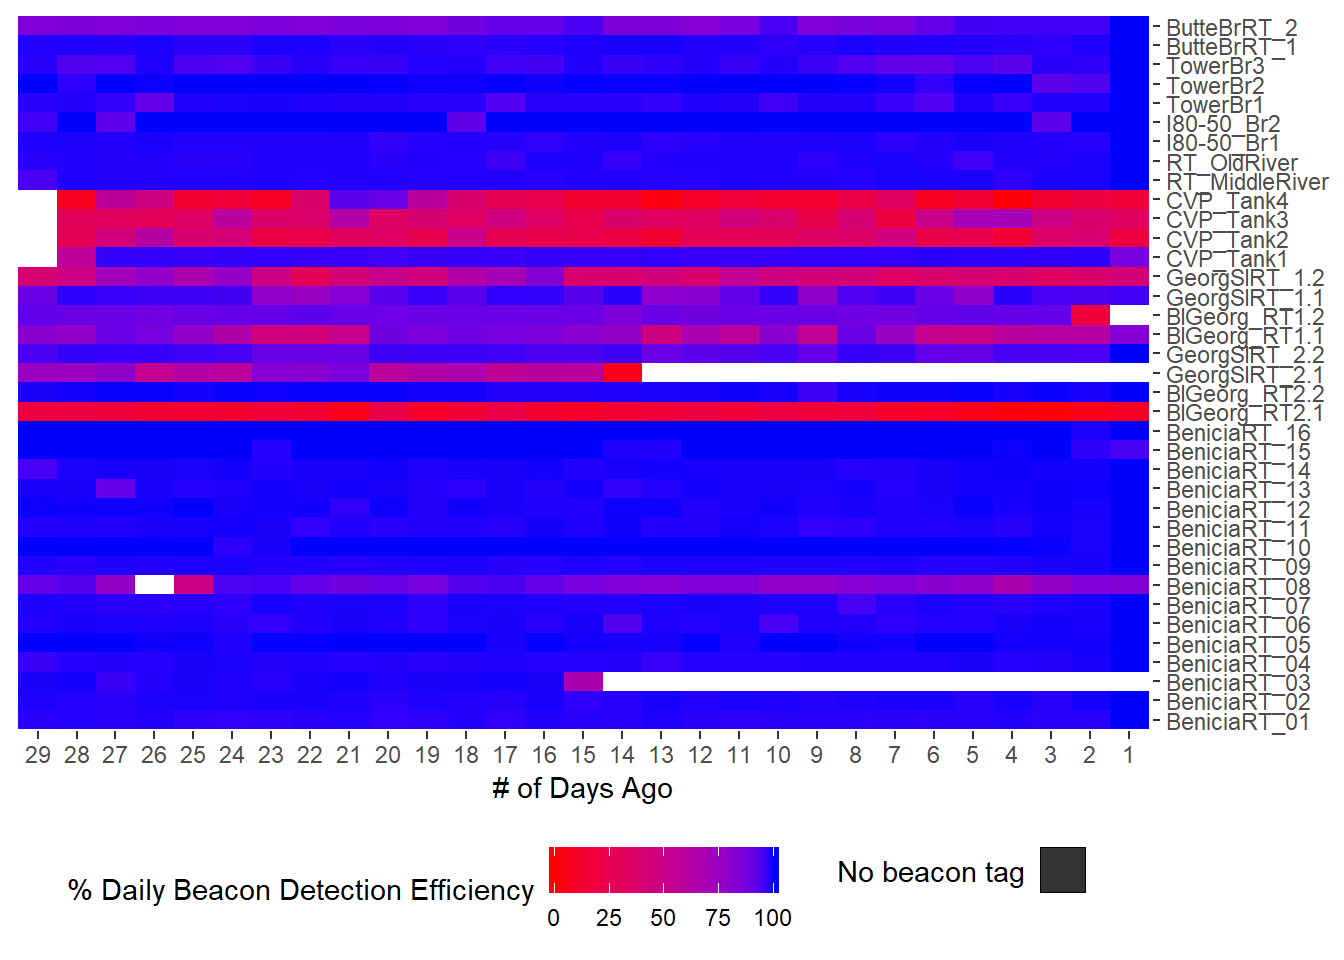 ButteBrRT_2
ButteBrRT_1
TowerBr3
TowerBr2
TowerBr1
I80-50_Br2
I80-50_Br1
RT_OldRiver
RT_MiddleRiver
CVP_Tank4
CVP_Tank3
CVP_Tank2
CVP_Tank1
GeorgSlRT_1.2
GeorgSlRT_1.1
BlGeorg_RT1.2
BlGeorg_RT1.1
GeorgSlRT_2.2
GeorgSlRT_2.1
BlGeorg_RT2.2
BlGeorg_RT2.1
BeniciaRT_16
BeniciaRT_15
BeniciaRT_14
BeniciaRT_13
BeniciaRT_12
BeniciaRT_11
BeniciaRT_10
BeniciaRT_09
BeniciaRT_08
BeniciaRT_07
BeniciaRT_06
BeniciaRT_05
BeniciaRT_04
BeniciaRT_03
BeniciaRT_02
BeniciaRT_01
29 28 27 26 25 24 23 22 21 20 19 18 17 16 15 14 13 12 11 10 9 8 7 6 5 4 3 2 1
# of Days Ago
% Daily Beacon Detection Efficiency
0 25 50 75 100
No beacon tag